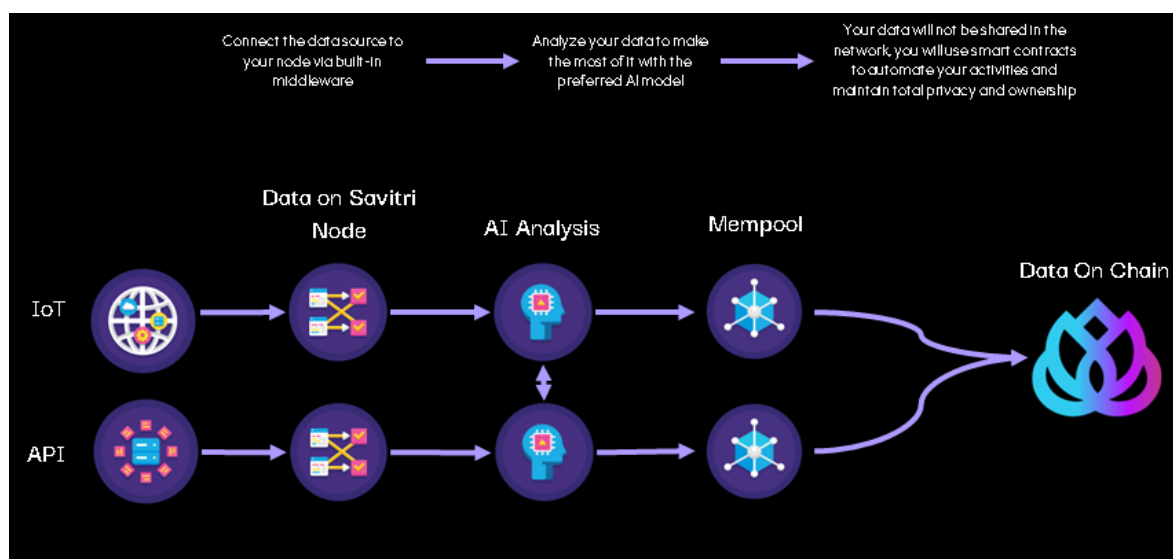 Connect the data source to
your node via built-in
middleware
Analyze your data to make
the most of it with the
preferred AI model
Your data will not be shared in the
network, you will use smart contracts
to automate your activities and
maintain total privacy and ownership
Data on Savitri
Node
AI Analysis
Mempool
Data On Chain
IoT
API